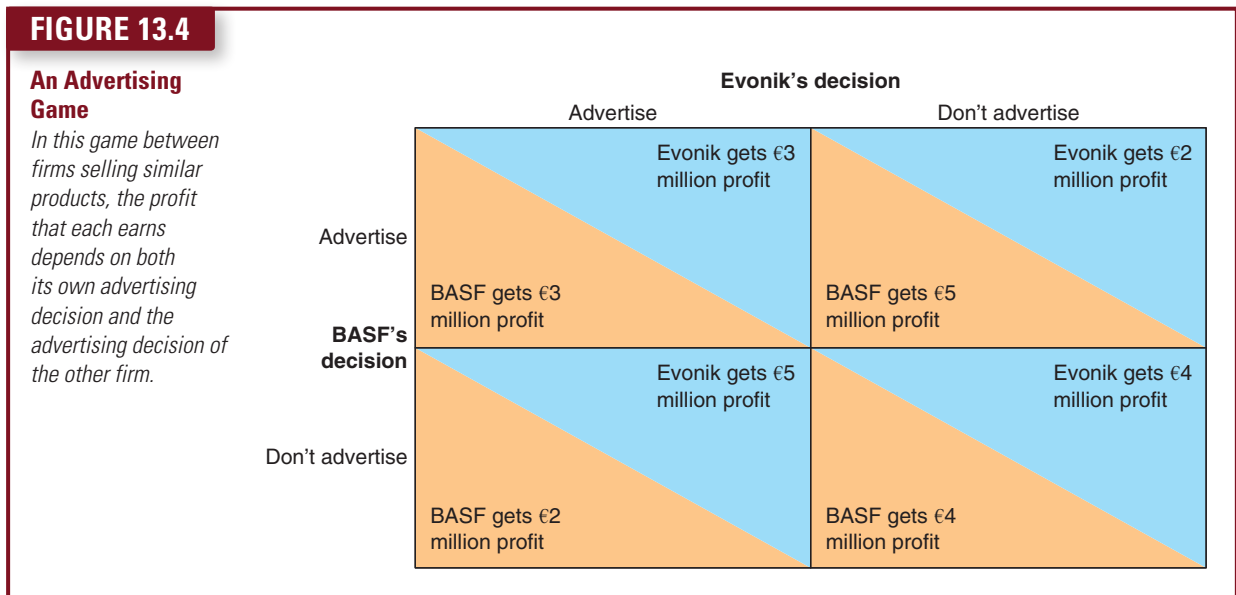 FIGURE 13.4
An Advertising
Game
In this game between
firms selling similar
products, the profit
that each earns
depends on both
its own advertising
decision and the
advertising decision of
the other firm.
Evonik's decision
Advertise
Don't advertise
BASF's
decision
Advertise
Evonik gets €3
million profit
BASF gets €3
million profit
Evonik gets €2
million profit
BASF gets €5
million profit
Don't advertise
Evonik gets €5
million profit
BASF gets €2
million profit
Evonik gets €4
million profit
BASF gets €4
million profit